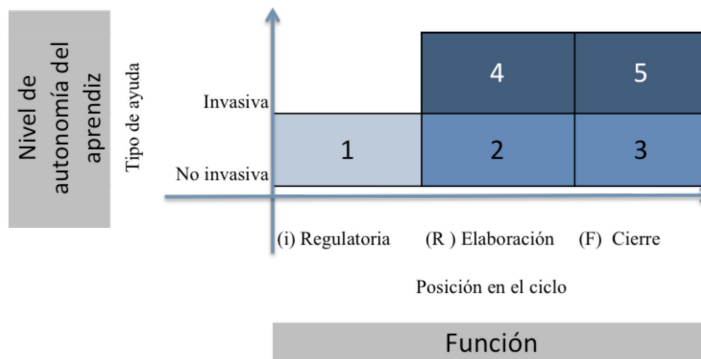 Nivel de
autonomía del
aprendiz
Tipo de ayuda
Invasiva
No invasiva
4
5
1
2
3
(i) Regulatoria
(R ) Elaboración
(F) Cierre
Posición en el ciclo
Función